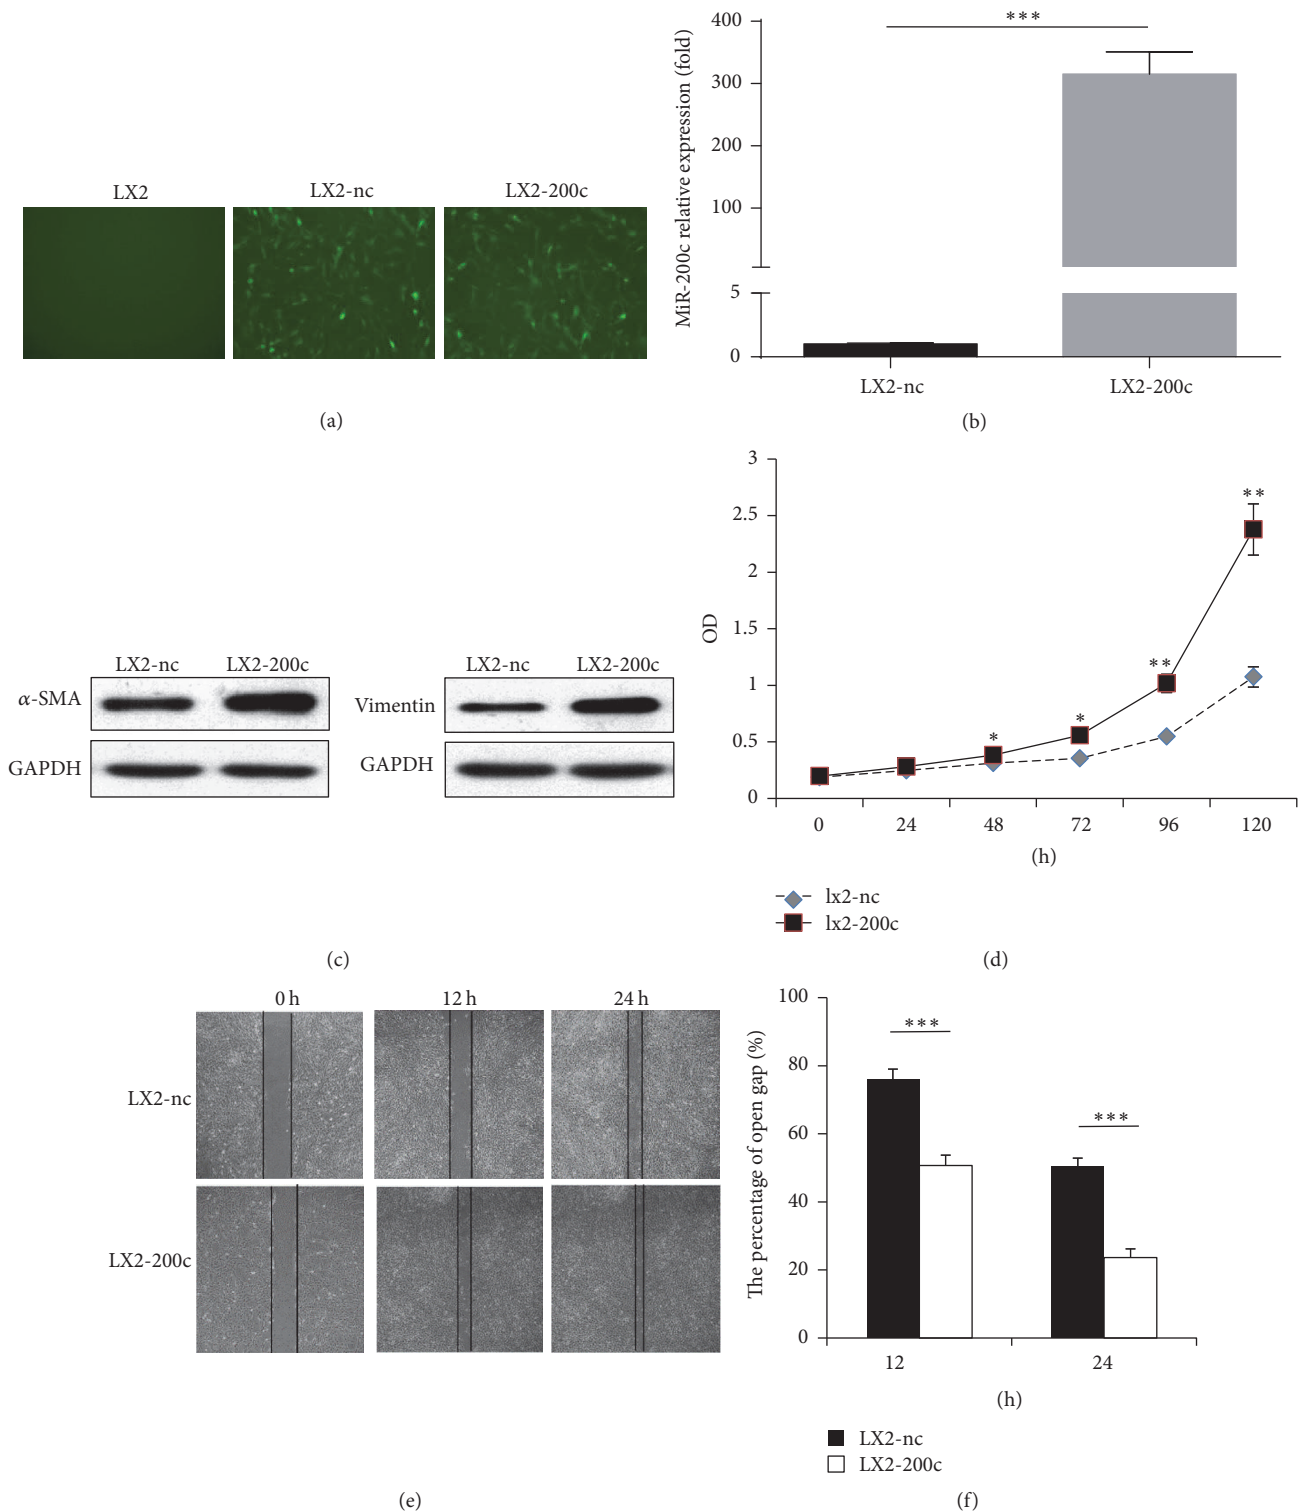 LX2 LX2-nc LX2-200c
(a)
MiR-200c relative expression (fold)
400
300
200
100
5
0
***
LX2-nc LX2-200c
(b)
LX2-nc LX2-200c
α-SMA
GAPDH
LX2-nc LX2-200c
Vimentin
GAPDH
(c)
OD
3
2.5
2
1.5
1
0.5
0
* * ** **
0 24 48 72 96 120
(h)
lx2-nc
lx2-200c
(d)
0 h 12 h 24 h
LX2-nc
LX2-200c
(e)
The percentage of open gap (%)
100
80
60
40
20
0
*** ***
12 24
(h)
LX2-nc
LX2-200c
(f)